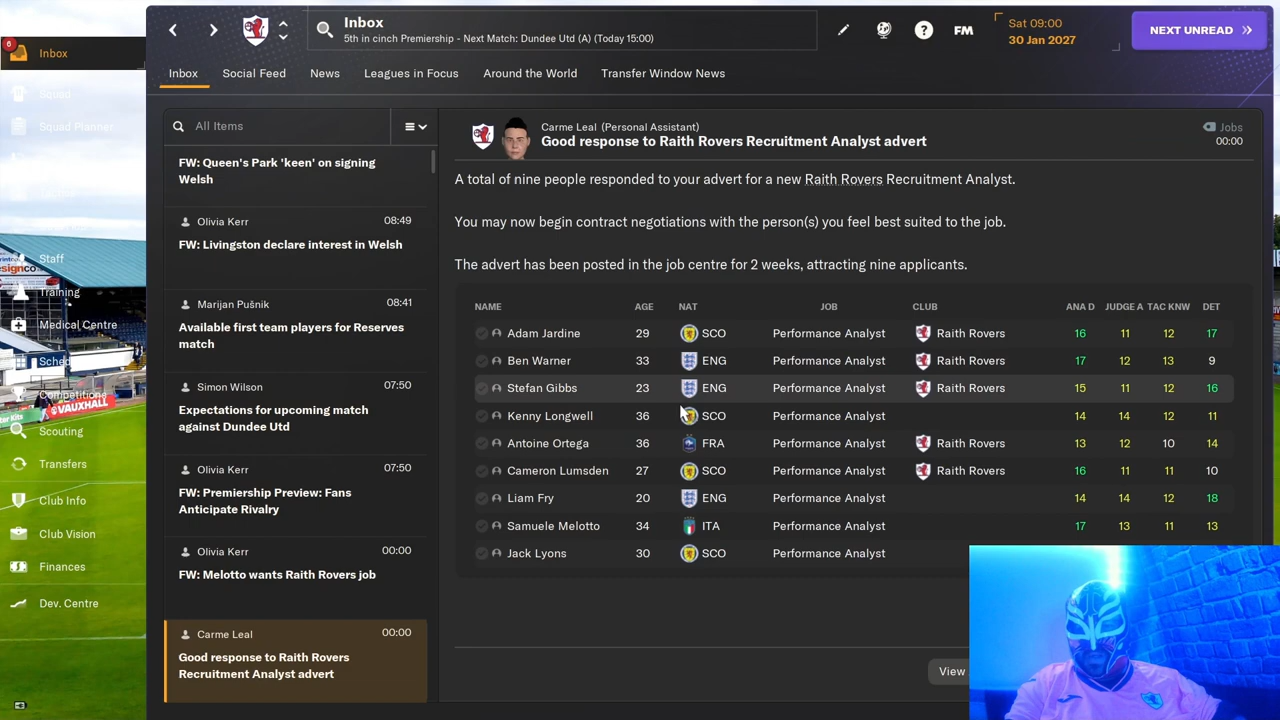 Inbox
5th in cinch Premiership - Next Match: Dundee Utd (A) (Today 15:00)
FM
Sat 09:00
30 Jan 2027
NEXT UNREAD
6
Inbox
Squad
Squad Planner
Staff
Training
Medical Centre
Sched
Competitions
VAUXHALL
Scouting
Transfers
Club Info
Club Vision
Finances
Dev. Centre
Inbox Social Feed News Leagues in Focus Around the World Transfer Window News
All Items
FW: Queen's Park 'keen' on signing
Welsh
Olivia Kerr 08:49
FW: Livingston declare interest in Welsh
Marijan Pušnik 08:41
Available first team players for Reserves
match
Simon Wilson 07:50
Expectations for upcoming match
against Dundee Utd
Olivia Kerr 07:50
FW: Premiership Preview: Fans
Anticipate Rivalry
Olivia Kerr 00:00
FW: Melotto wants Raith Rovers job
Carme Leal 00:00
Good response to Raith Rovers
Recruitment Analyst advert
Carme Leal (Personal Assistant)
Good response to Raith Rovers Recruitment Analyst advert
Jobs
00:00
A total of nine people responded to your advert for a new Raith Rovers Recruitment Analyst.
You may now begin contract negotiations with the person(s) you feel best suited to the job.
The advert has been posted in the job centre for 2 weeks, attracting nine applicants.
NAME AGE NAT JOB CLUB ANA D JUDGE A TAC KNW DET
Adam Jardine 29 SCO Performance Analyst Raith Rovers 16 11 12 17
Ben Warner 33 ENG Performance Analyst Raith Rovers 17 12 13 9
Stefan Gibbs 23 ENG Performance Analyst Raith Rovers 15 11 12 16
Kenny Longwell 36 SCO Performance Analyst 14 14 12 11
Antoine Ortega 36 FRA Performance Analyst Raith Rovers 13 12 10 14
Cameron Lumsden 27 SCO Performance Analyst Raith Rovers 16 11 11 10
Liam Fry 20 ENG Performance Analyst 14 14 12 18
Samuele Melotto 34 ITA Performance Analyst 17 13 11 13
Jack Lyons 30 SCO Performance Analyst
View